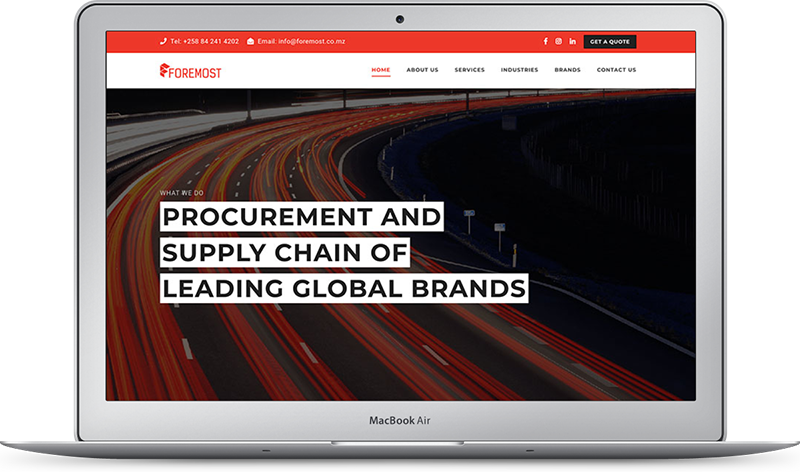 Tel: +258 84 241 4202 Email: info@foremost.co.mz GET A QUOTE
FOREMOST HOME ABOUT US SERVICES INDUSTRIES BRANDS CONTACT US
WHAT WE DO
PROCUREMENT AND
SUPPLY CHAIN OF
LEADING GLOBAL BRANDS
MacBook Air